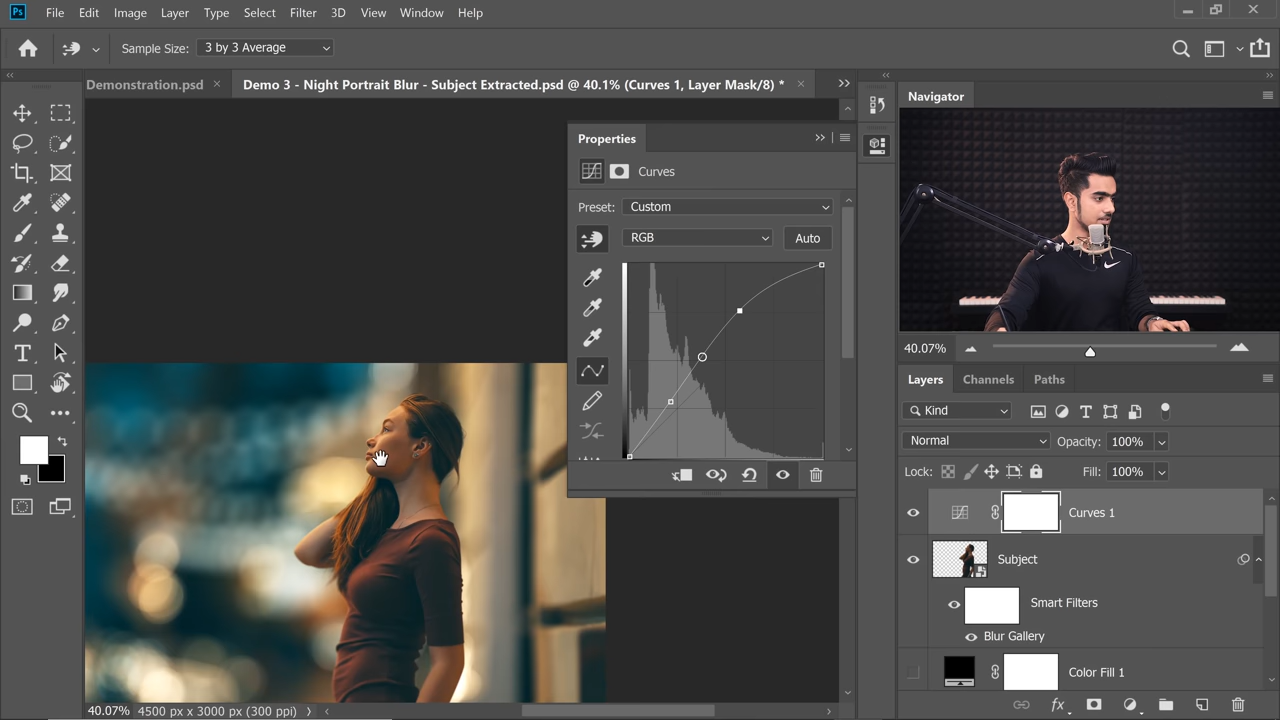 Ps File Edit Image Layer Type Select Filter 3D View Window Help
Sample Size: 3 by 3 Average
Demonstration.psd × Demo 3 - Night Portrait Blur - Subject Extracted.psd @ 40.1% (Curves 1, Layer Mask/8) * ×
Properties
Curves
Preset: Custom
RGB Auto
40.07% 4500 px x 3000 px (300 ppi)
Navigator
40.07%
Layers Channels Paths
Kind
Normal Opacity: 100%
Lock: Fill: 100%
Curves 1
Subject
Smart Filters
Blur Gallery
Color Fill 1